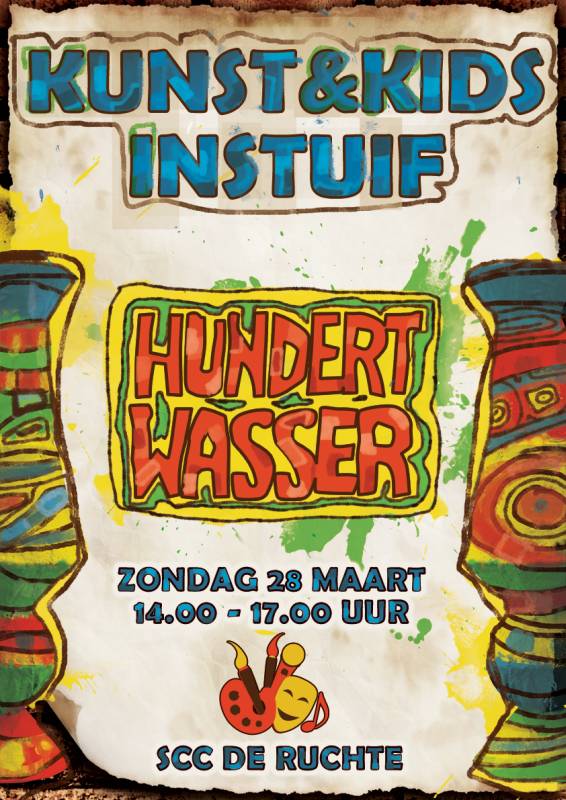 KUNST&KIDS
INSTUIF
HUNDERT
WASSER
ZONDAG 28 MAART
14.00 - 17.00 UUR
SCC DE RUCHTE